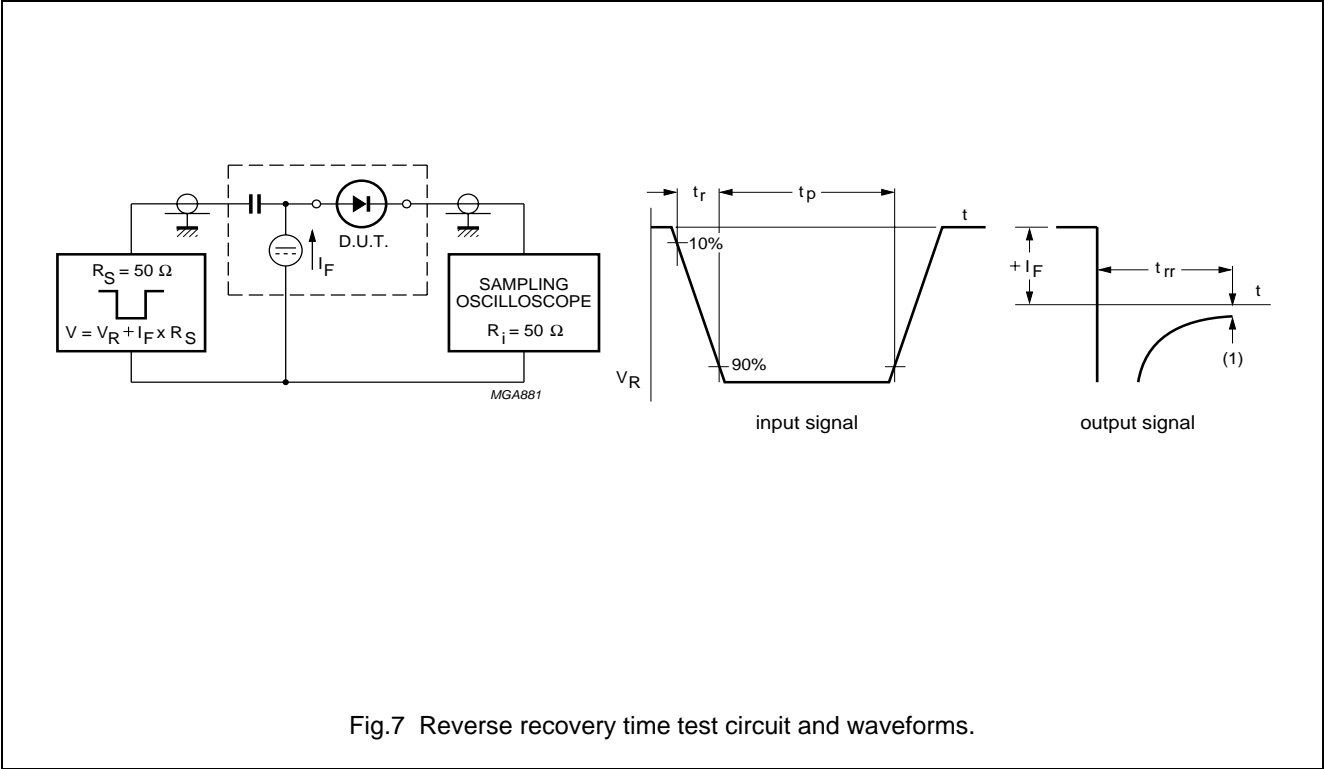 R_S = 50 Ω
V = V_R + I_F x R_S
I_F
D.U.T.
SAMPLING
OSCILLOSCOPE
R_i = 50 Ω
MGA881
t_r
t_p
t
10%
90%
V_R
input signal
+ I_F
t_rr
t
(1)
output signal
Fig.7 Reverse recovery time test circuit and waveforms.